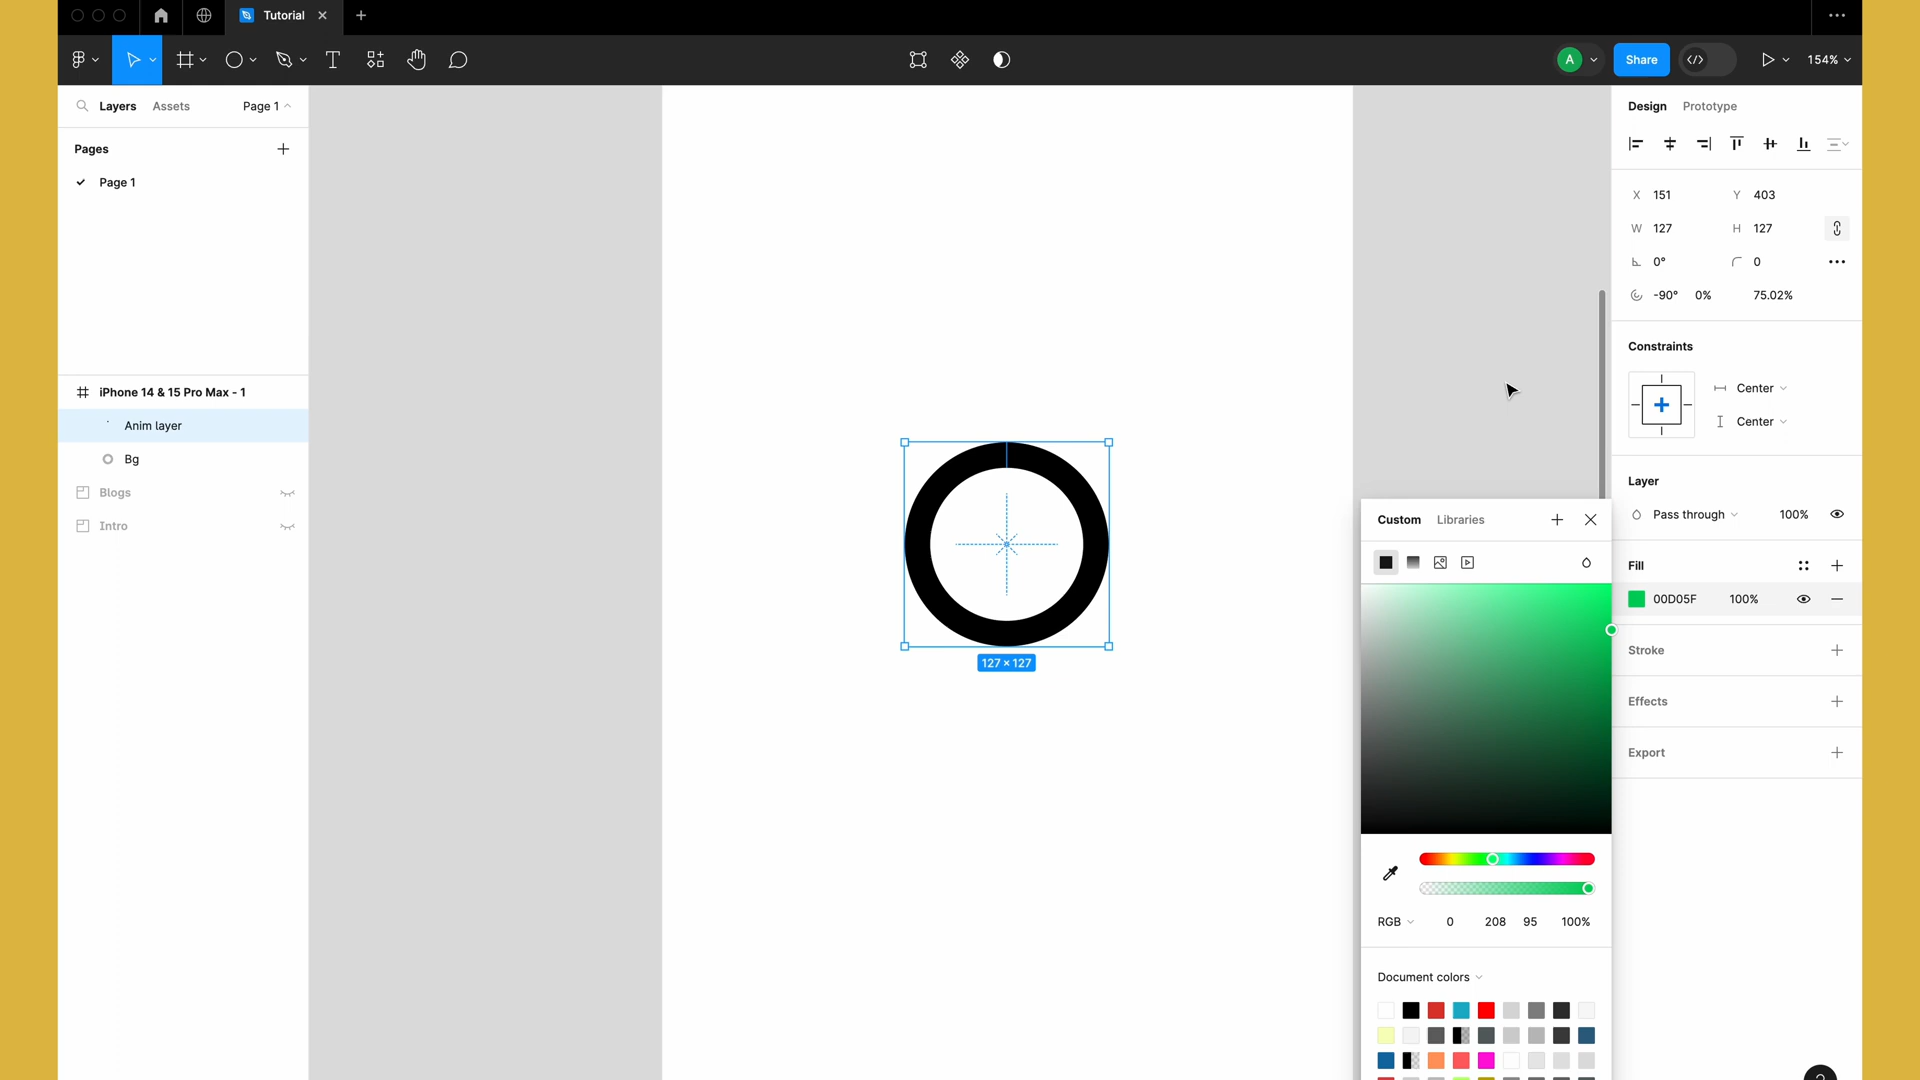 Tutorial
A
Share
154%
Layers Assets Page 1
Pages
Page 1
iPhone 14 & 15 Pro Max - 1
Anim layer
Bg
Blogs
Intro
127 × 127
Design Prototype
X 151 Y 403
W 127 H 127
0° 0
-90° 0% 75.02%
Constraints
Center
Center
Layer
Pass through 100%
Fill
00D05F 100%
Stroke
Effects
Export
Custom Libraries
RGB 0 208 95 100%
Document colors